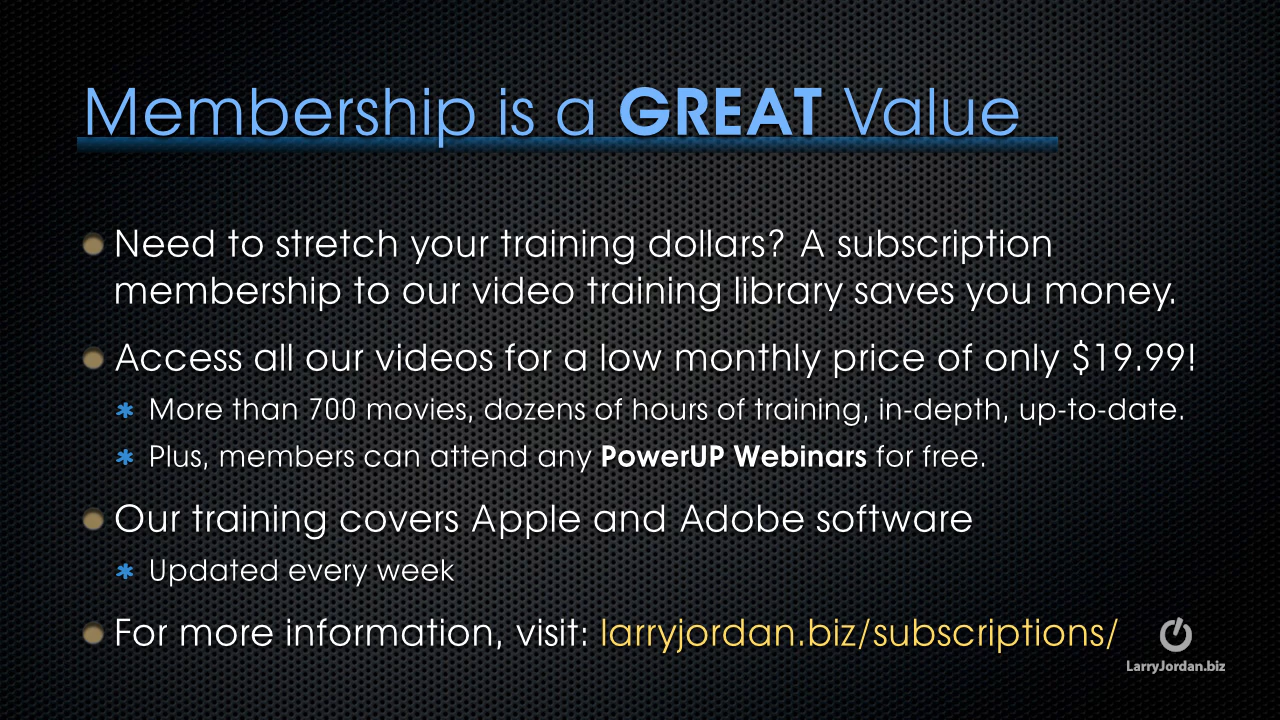 Membership is a GREAT Value
Need to stretch your training dollars? A subscription
membership to our video training library saves you money.
Access all our videos for a low monthly price of only $19.99!
More than 700 movies, dozens of hours of training, in-depth, up-to-date.
Plus, members can attend any PowerUP Webinars for free.
Our training covers Apple and Adobe software
Updated every week
For more information, visit: larryjordan.biz/subscriptions/
LarryJordan.biz